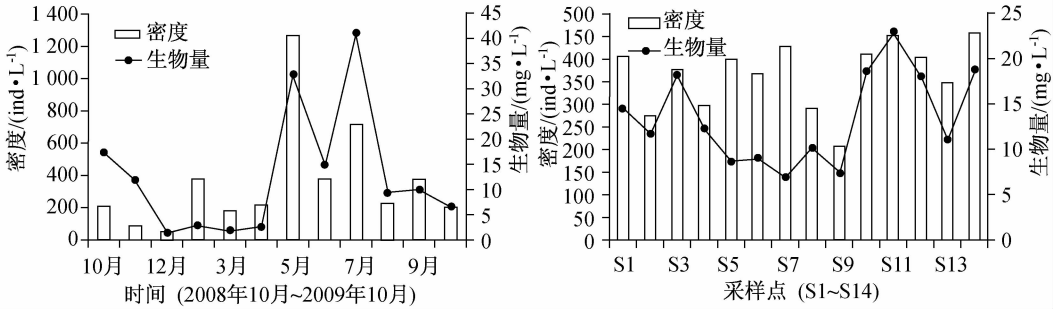 密度/(ind•L⁻¹)
1 400
1 200
1 000
800
600
400
200
0
密度
生物量
45
40
35
30
25
20
15
10
5
0
生物量/(mg•L⁻¹)
10月 12月 3月 5月 7月 9月
时间 (2008年10月~2009年10月)
密度/(ind•L⁻¹)
500
450
400
350
300
250
200
150
100
50
0
密度
生物量
25
20
15
10
5
0
生物量/(mg•L⁻¹)
S1 S3 S5 S7 S9 S11 S13
采样点 (S1~S14)